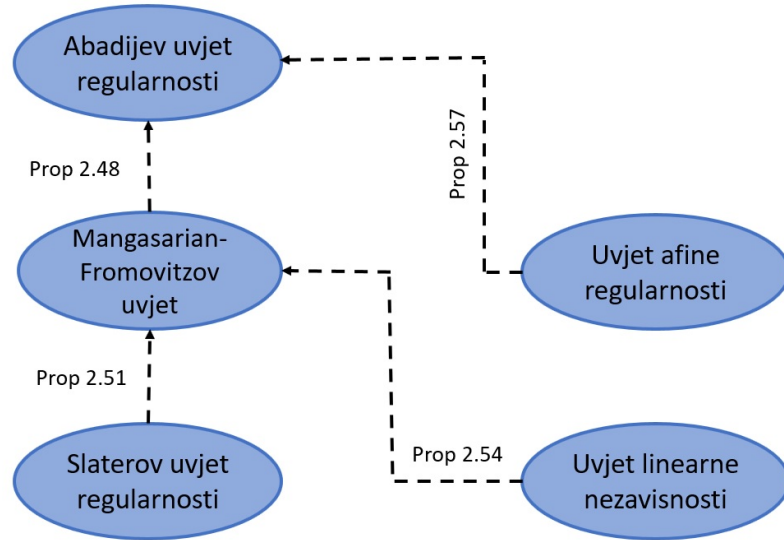 Abadijev uvjet
regularnosti
Prop 2.48
Prop 2.57
Mangasarian-
Fromovitzov
uvjet
Uvjet afine
regularnosti
Prop 2.51
Prop 2.54
Slaterov uvjet
regularnosti
Uvjet linearne
nezavisnosti